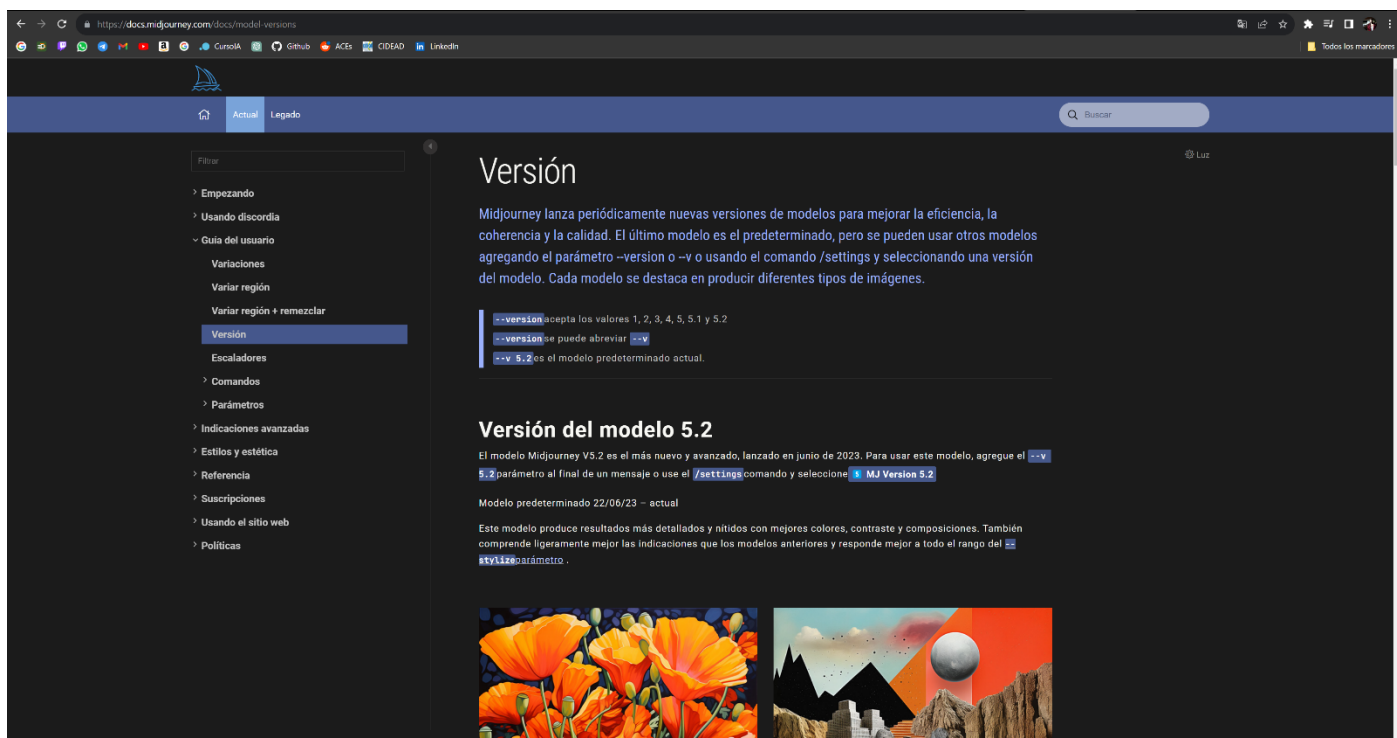 https://docs.midjourney.com/docs/model-versions
CursoIA
Github
ACEs
CIDEAD
LinkedIn
Todos los marcadores
Actual
Legado
Buscar
Filtrar
Luz
Empezando
Usando discordia
Guía del usuario
Variaciones
Variar región
Variar región + remezclar
Versión
Escaladores
Comandos
Parámetros
Indicaciones avanzadas
Estilos y estética
Referencia
Suscripciones
Usando el sitio web
Políticas
Versión
Midjourney lanza periódicamente nuevas versiones de modelos para mejorar la eficiencia, la
coherencia y la calidad. El último modelo es el predeterminado, pero se pueden usar otros modelos
agregando el parámetro --version o --v o usando el comando /settings y seleccionando una versión
del modelo. Cada modelo se destaca en producir diferentes tipos de imágenes.
--version acepta los valores 1, 2, 3, 4, 5, 5.1 y 5.2
--version se puede abreviar --v
--v 5.2 es el modelo predeterminado actual.
Versión del modelo 5.2
El modelo Midjourney V5.2 es el más nuevo y avanzado, lanzado en junio de 2023. Para usar este modelo, agregue el --v
5.2 parámetro al final de un mensaje o use el /settings comando y seleccione 5 MJ Version 5.2
Modelo predeterminado 22/06/23 – actual
Este modelo produce resultados más detallados y nítidos con mejores colores, contraste y composiciones. También
comprende ligeramente mejor las indicaciones que los modelos anteriores y responde mejor a todo el rango del --
stylize parámetro .